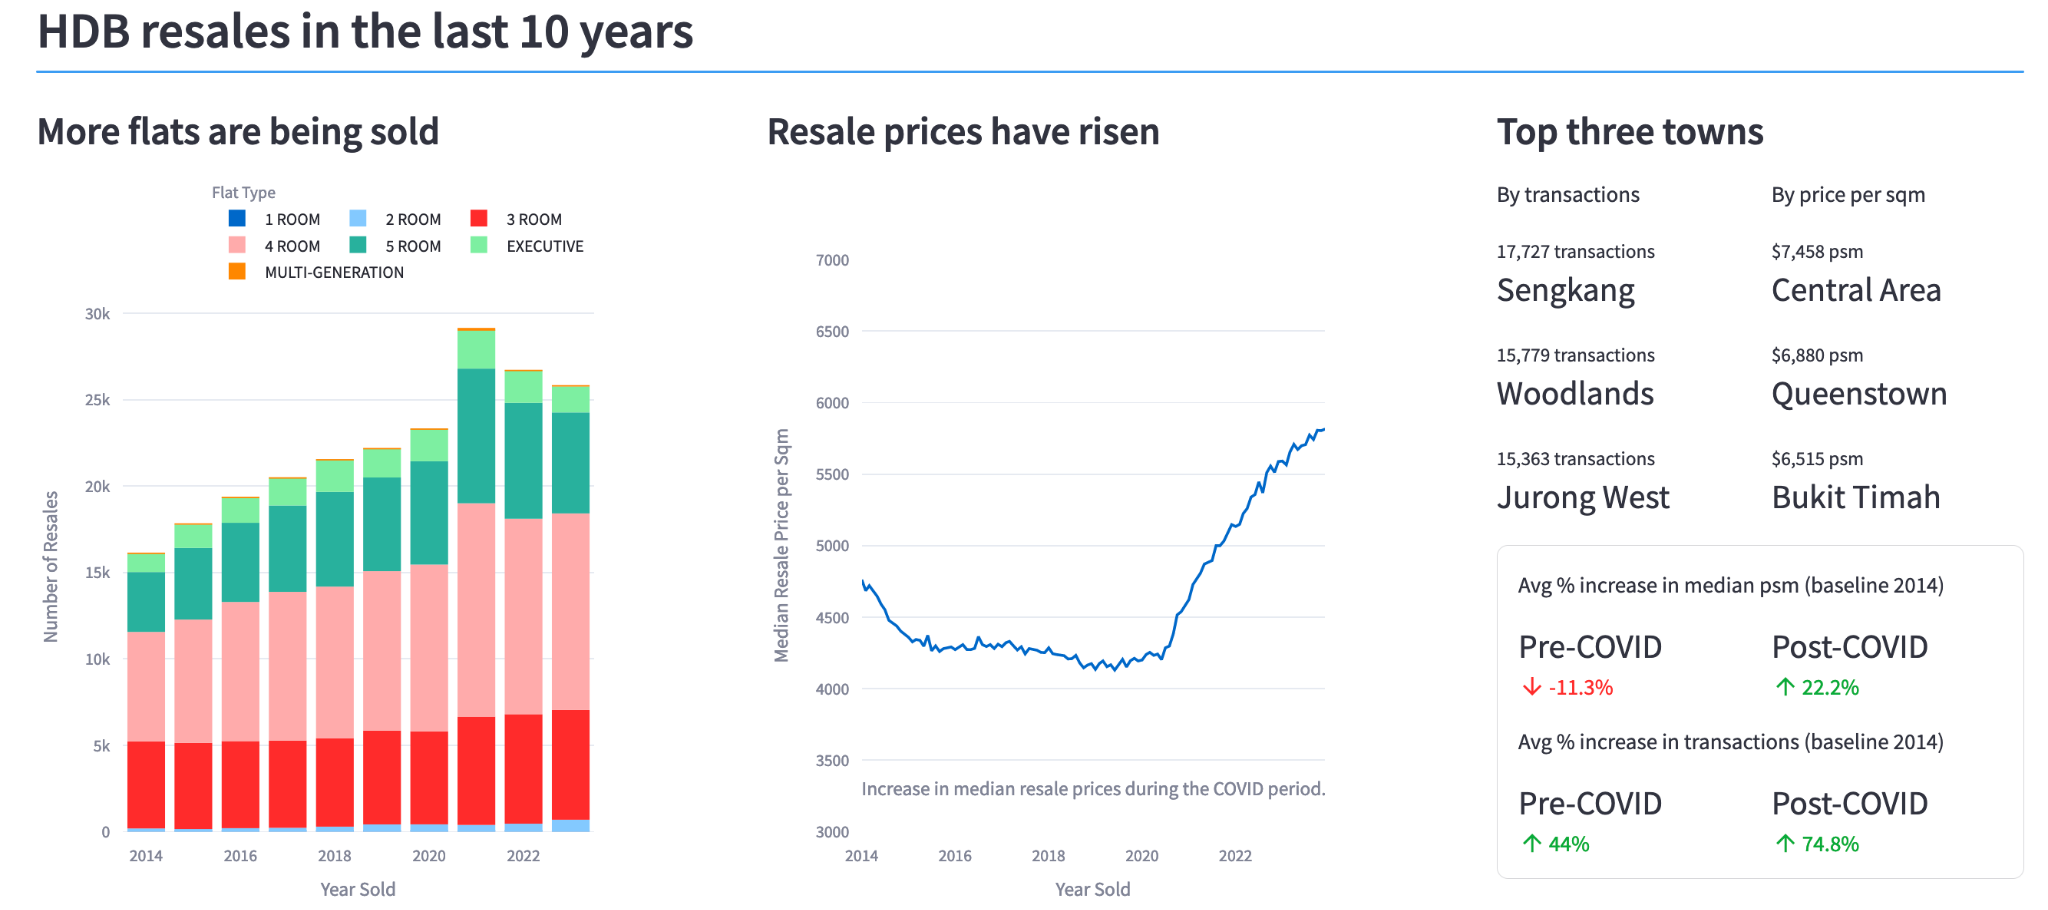 HDB resales in the last 10 years
More flats are being sold
Flat Type
1 ROOM 2 ROOM 3 ROOM
4 ROOM 5 ROOM EXECUTIVE
MULTI-GENERATION
Number of Resales
30k
25k
20k
15k
10k
5k
0
2014 2016 2018 2020 2022
Year Sold
Resale prices have risen
Median Resale Price per Sqm
7000
6500
6000
5500
5000
4500
4000
3500
Increase in median resale prices during the COVID period.
3000
2014 2016 2018 2020 2022
Year Sold
Top three towns
By transactions By price per sqm
17,727 transactions $7,458 psm
Sengkang Central Area
15,779 transactions $6,880 psm
Woodlands Queenstown
15,363 transactions $6,515 psm
Jurong West Bukit Timah
Avg % increase in median psm (baseline 2014)
Pre-COVID Post-COVID
↓ -11.3% ↑ 22.2%
Avg % increase in transactions (baseline 2014)
Pre-COVID Post-COVID
↑ 44% ↑ 74.8%